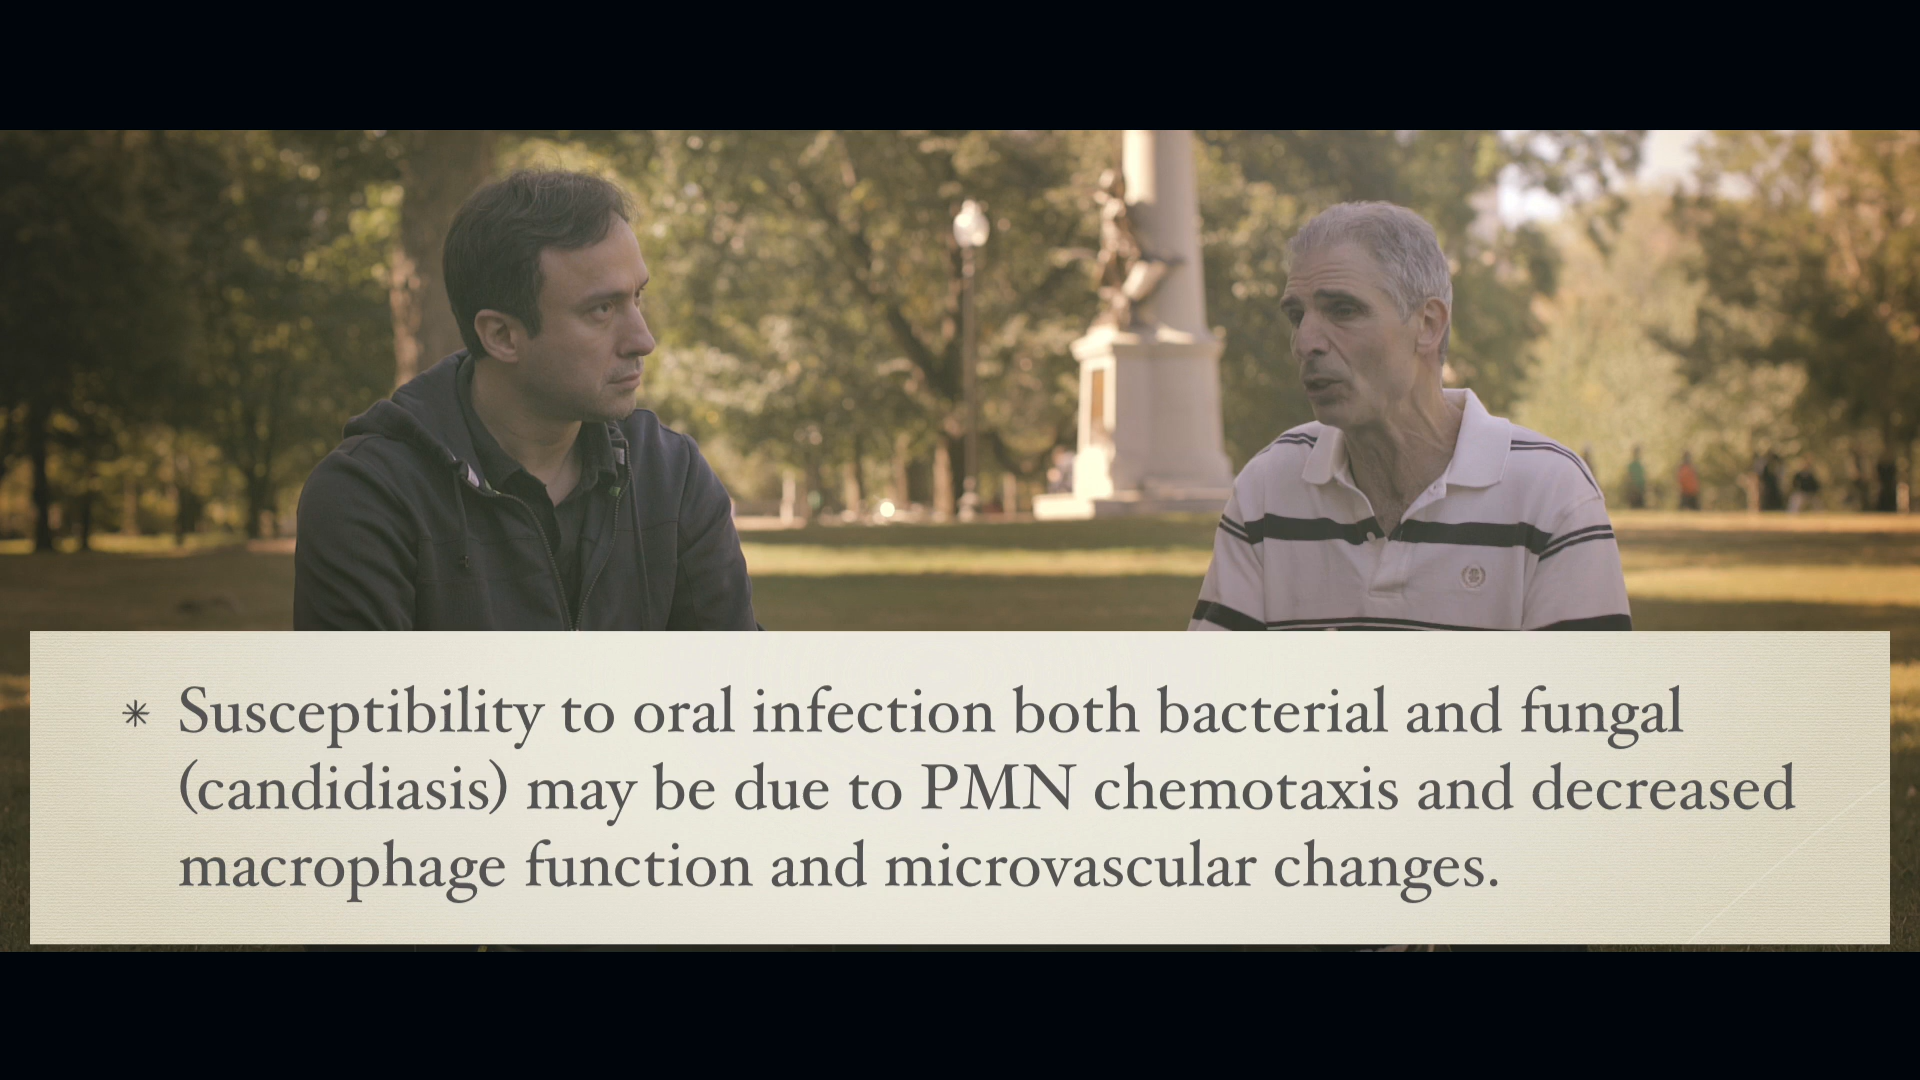 * Susceptibility to oral infection both bacterial and fungal
(candidiasis) may be due to PMN chemotaxis and decreased
macrophage function and microvascular changes.